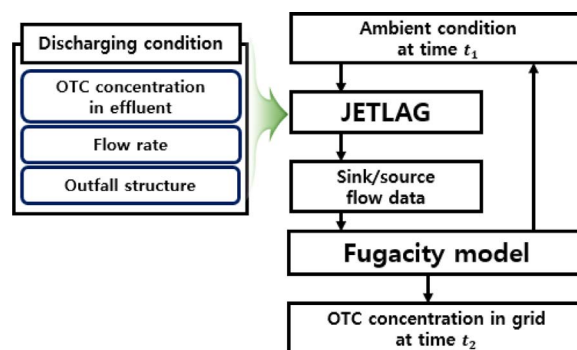 Discharging condition
OTC concentration
in effluent
Flow rate
Outfall structure
Ambient condition
at time t₁
JETLAG
Sink/source
flow data
Fugacity model
OTC concentration in grid
at time t₂